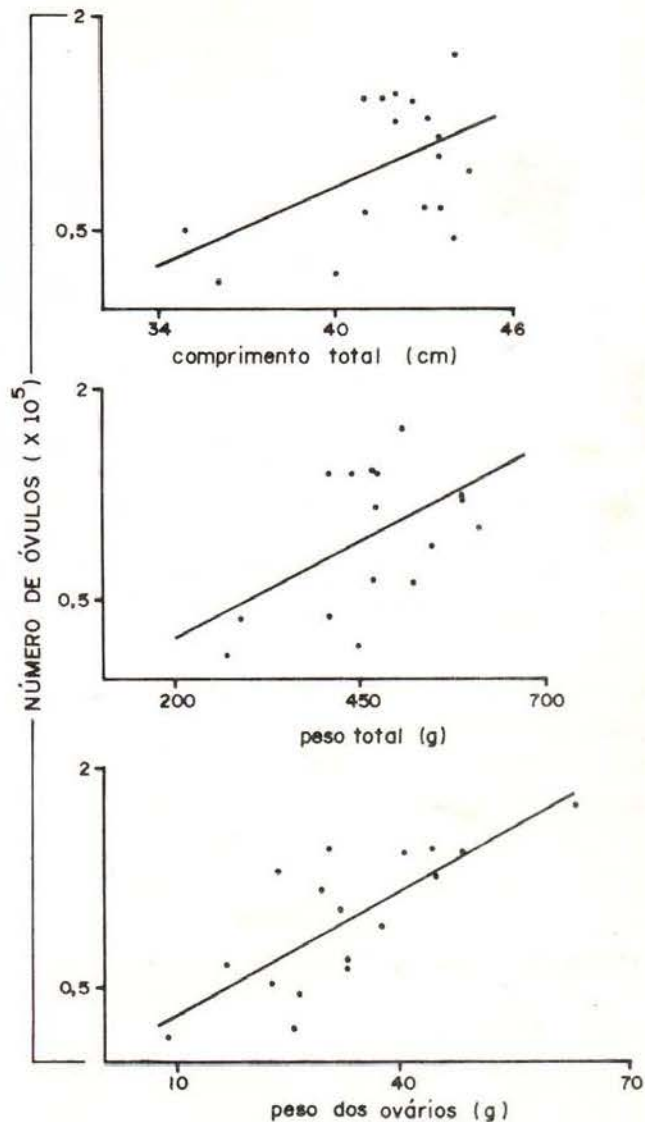 NÚMERO DE ÓVULOS ( X 10⁵)
2
0,5
34 40 46
comprimento total (cm)
2
0,5
200 450 700
peso total (g)
2
0,5
10 40 70
peso dos ovários (g)